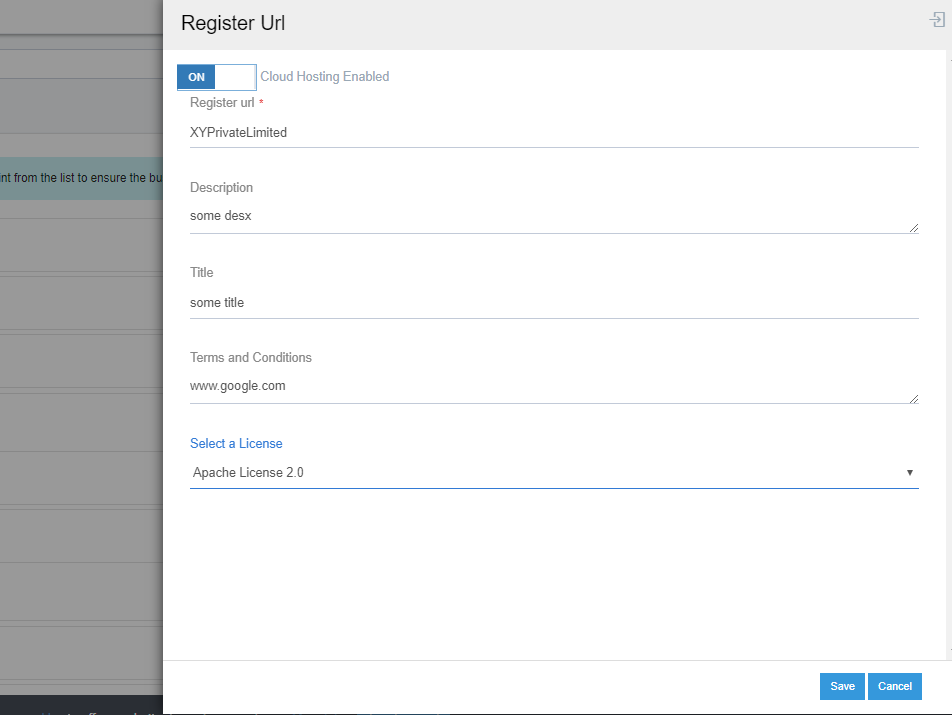 Register Url
ON Cloud Hosting Enabled
Register url *
XYPrivateLimited
int from the list to ensure the bu
Description
some desx
Title
some title
Terms and Conditions
www.google.com
Select a License
Apache License 2.0
Save Cancel